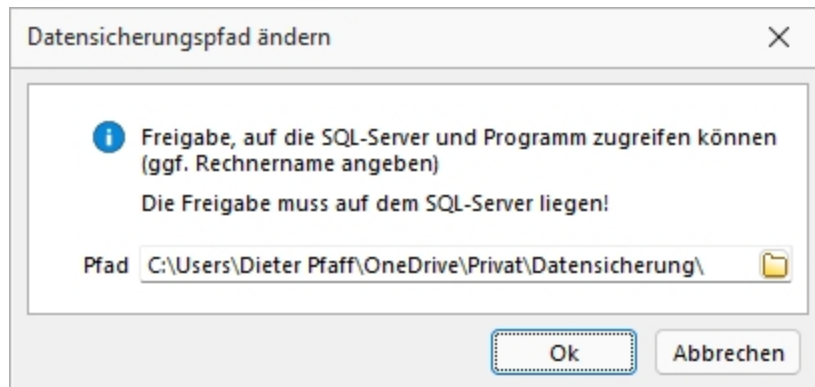 Datensicherungspfad ändern
Freigabe, auf die SQL-Server und Programm zugreifen können
(ggf. Rechnername angeben)
Die Freigabe muss auf dem SQL-Server liegen!
Pfad C:\Users\Dieter Pfaff\OneDrive\Privat\Datensicherung\
Ok Abbrechen